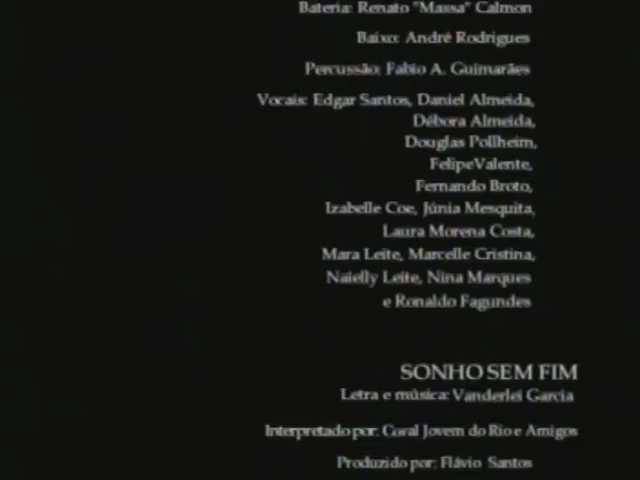 Bateria: Renato "Massa" Calmon
Baixo: André Rodrigues
Percussão: Fabio A. Guimarães
Vocais: Edgar Santos, Daniel Almeida,
Débora Almeida,
Douglas Pollheim,
FelipeValente,
Fernando Broto,
Izabelle Coe, Júnia Mesquita,
Laura Morena Costa,
Mara Leite, Marcelle Cristina,
Naielly Leite, Nina Marques
e Ronaldo Fagundes
SONHO SEM FIM
Letra e música: Vanderlei Garcia
Interpretado por: Coral Jovem do Rio e Amigos
Produzido por: Flávio Santos